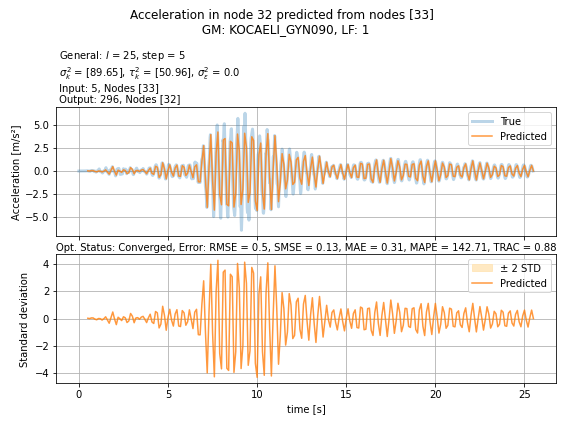 Acceleration in node 32 predicted from nodes [33]
GM: KOCAELI_GYN090, LF: 1
General: l = 25, step = 5
σ²ₖ = [89.65], τ²ₖ = [50.96], σ²ε = 0.0
Input: 5, Nodes [33]
Output: 296, Nodes [32]
Acceleration [m/s²]
5.0
2.5
0.0
−2.5
−5.0
True
Predicted
Opt. Status: Converged, Error: RMSE = 0.5, SMSE = 0.13, MAE = 0.31, MAPE = 142.71, TRAC = 0.88
Standard deviation
4
2
0
−2
−4
± 2 STD
Predicted
0 5 10 15 20 25
time [s]